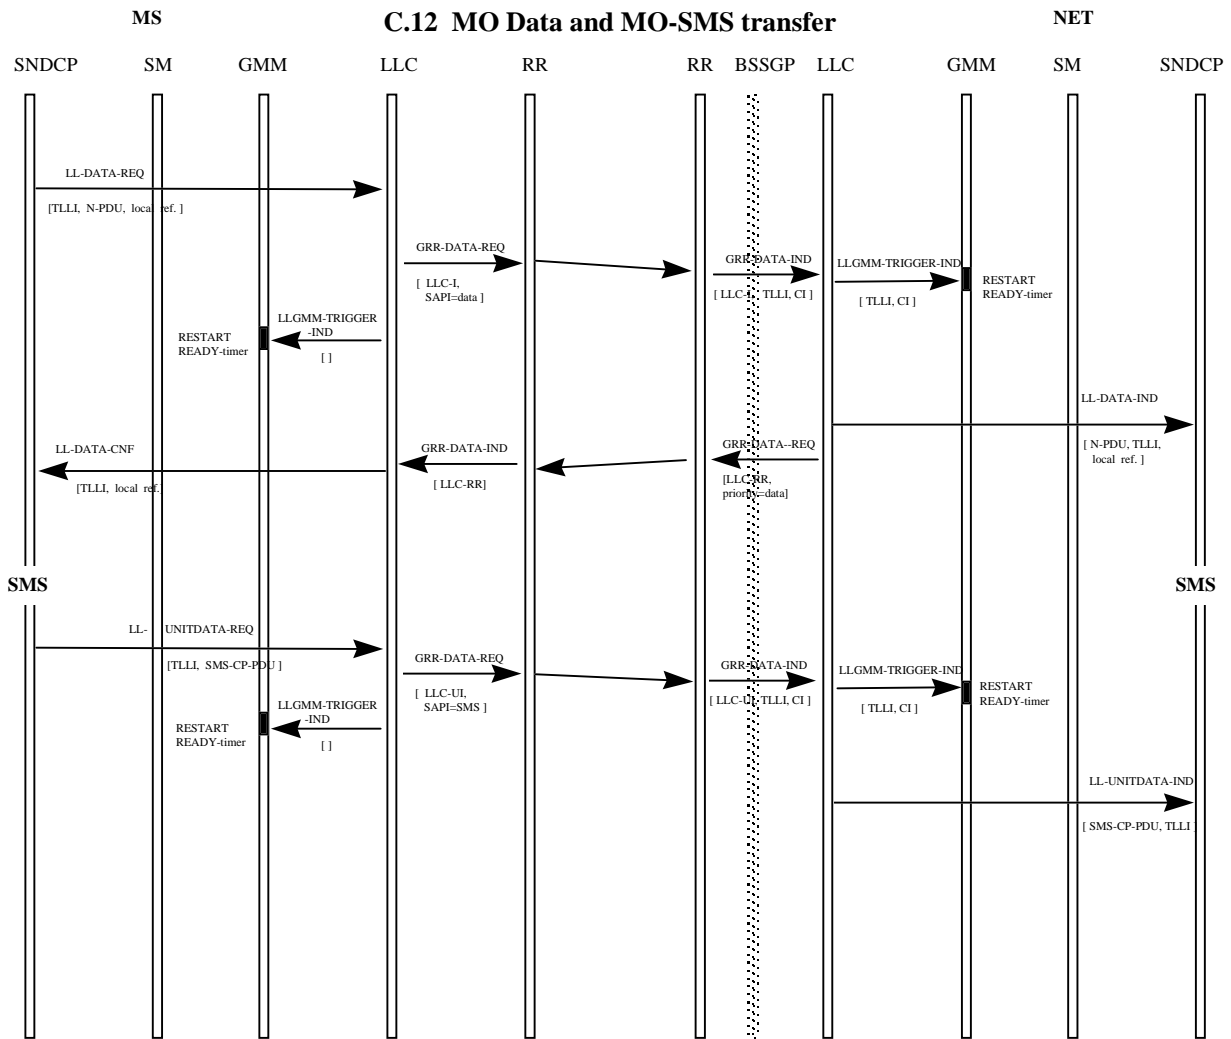 MS C.12 MO Data and MO-SMS transfer NET
SNDCP SM GMM LLC RR RR BSSGP LLC GMM SM SNDCP
LL-DATA-REQ
[TLLI, N-PDU, local ref. ]
GRR-DATA-REQ
[ LLC-I,
SAPI=data ]
GRR-DATA-IND
[ LLC-I, TLLI, CI ]
LLGMM-TRIGGER-IND
[ TLLI, CI ]
RESTART
READY-timer
LLGMM-TRIGGER
-IND
[ ]
RESTART
READY-timer
LL-DATA-IND
[ N-PDU, TLLI,
local ref. ]
GRR-DATA--REQ
[LLC-RR,
priority=data]
GRR-DATA-IND
[ LLC-RR]
LL-DATA-CNF
[TLLI, local ref.]
SMS SMS
LL- UNITDATA-REQ
[TLLI, SMS-CP-PDU ]
GRR-DATA-REQ
[ LLC-UI,
SAPI=SMS ]
GRR-DATA-IND
[ LLC-UI, TLLI, CI ]
LLGMM-TRIGGER-IND
[ TLLI, CI ]
RESTART
READY-timer
LLGMM-TRIGGER
-IND
[ ]
RESTART
READY-timer
LL-UNITDATA-IND
[ SMS-CP-PDU, TLLI ]